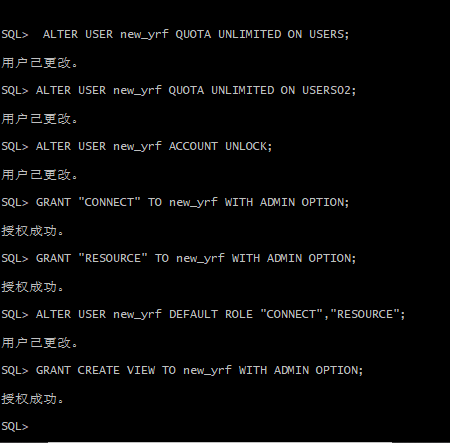 SQL>  ALTER USER new_yrf QUOTA UNLIMITED ON USERS;
用户已更改。
SQL> ALTER USER new_yrf QUOTA UNLIMITED ON USERS02;
用户已更改。
SQL> ALTER USER new_yrf ACCOUNT UNLOCK;
用户已更改。
SQL> GRANT "CONNECT" TO new_yrf WITH ADMIN OPTION;
授权成功。
SQL> GRANT "RESOURCE" TO new_yrf WITH ADMIN OPTION;
授权成功。
SQL> ALTER USER new_yrf DEFAULT ROLE "CONNECT","RESOURCE";
用户已更改。
SQL> GRANT CREATE VIEW TO new_yrf WITH ADMIN OPTION;
授权成功。
SQL>